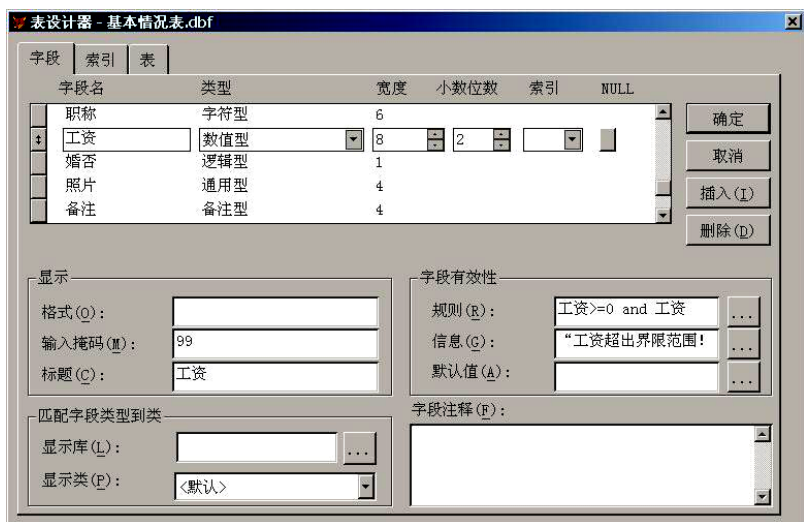 表设计器 - 基本情况表.dbf
字段 索引 表
字段名 类型 宽度 小数位数 索引 NULL
职称 字符型 6
工资 数值型 8 2
婚否 逻辑型 1
照片 通用型 4
备注 备注型 4
确定
取消
插入(I)
删除(D)
显示
格式(O):
输入掩码(M): 99
标题(C): 工资
字段有效性
规则(R): 工资>=0 and 工资 ...
信息(G): “工资超出界限范围! ...
默认值(A): ...
匹配字段类型到类
显示库(L): ...
显示类(P): <默认>
字段注释(F):